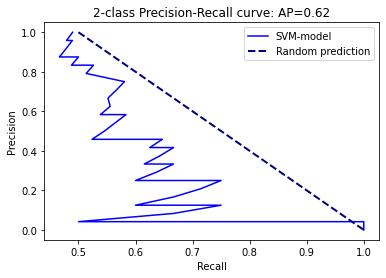 2-class Precision-Recall curve: AP=0.62
SVM-model
Random prediction
Precision
1.0
0.8
0.6
0.4
0.2
0.0
0.5
0.6
0.7
0.8
0.9
1.0
Recall